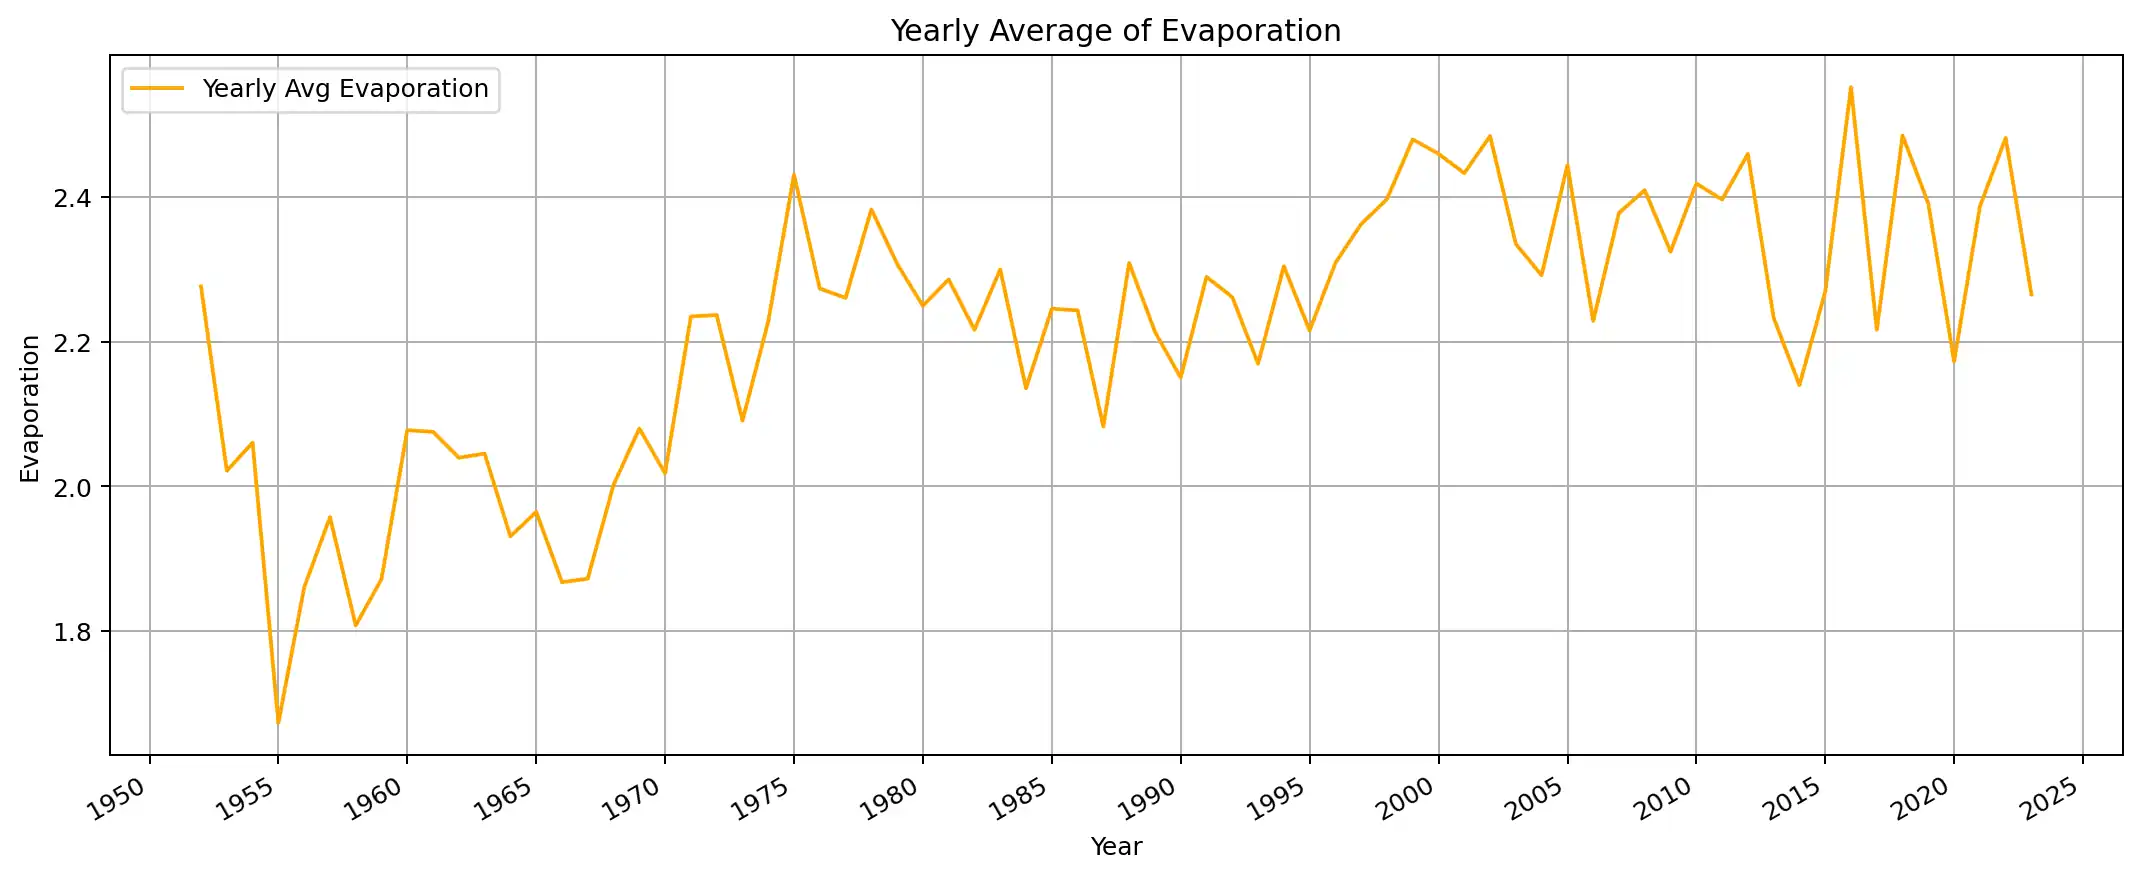 Yearly Average of Evaporation
Yearly Avg Evaporation
Evaporation
2.4
2.2
2.0
1.8
1950 1955 1960 1965 1970 1975 1980 1985 1990 1995 2000 2005 2010 2015 2020 2025
Year